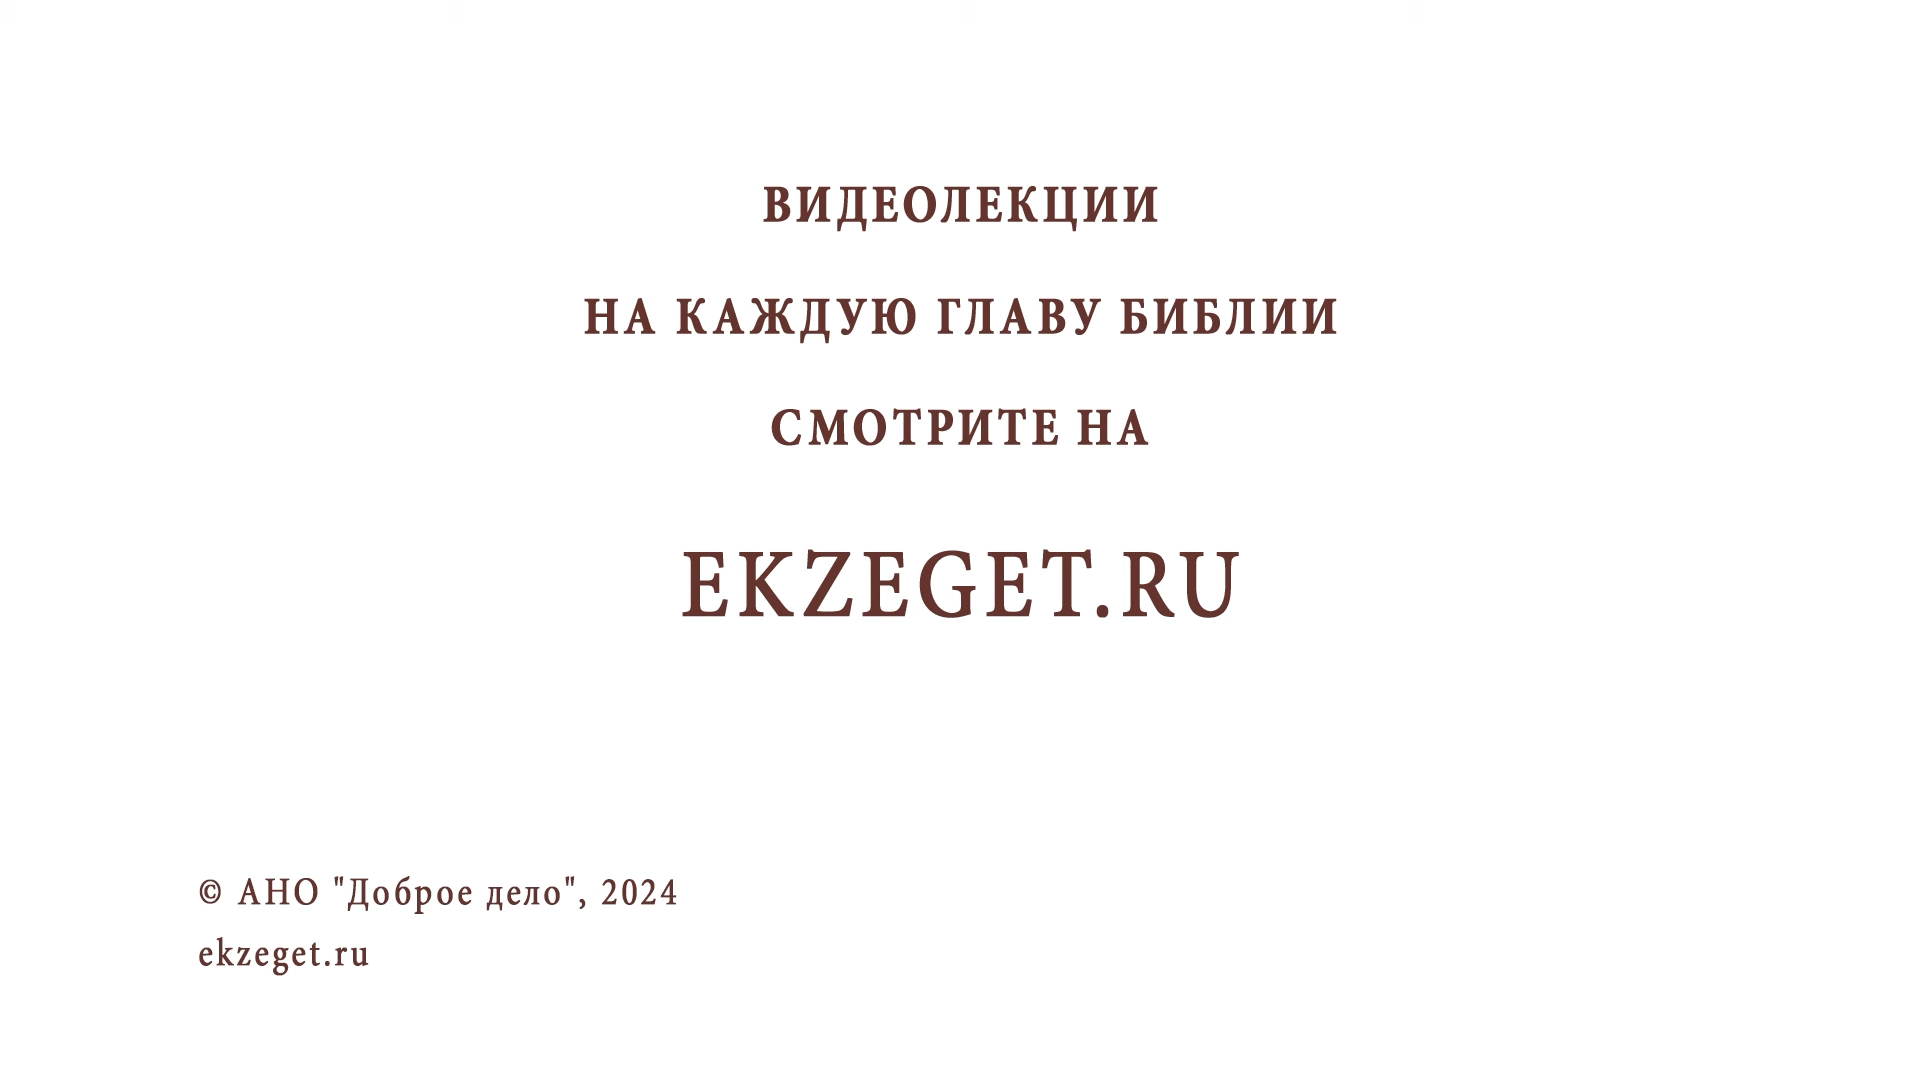 ВИДЕОЛЕКЦИИ
НА КАЖДУЮ ГЛАВУ БИБЛИИ
СМОТРИТЕ НА
EKZEGET.RU
© АНО "Доброе дело", 2024
ekzeget.ru